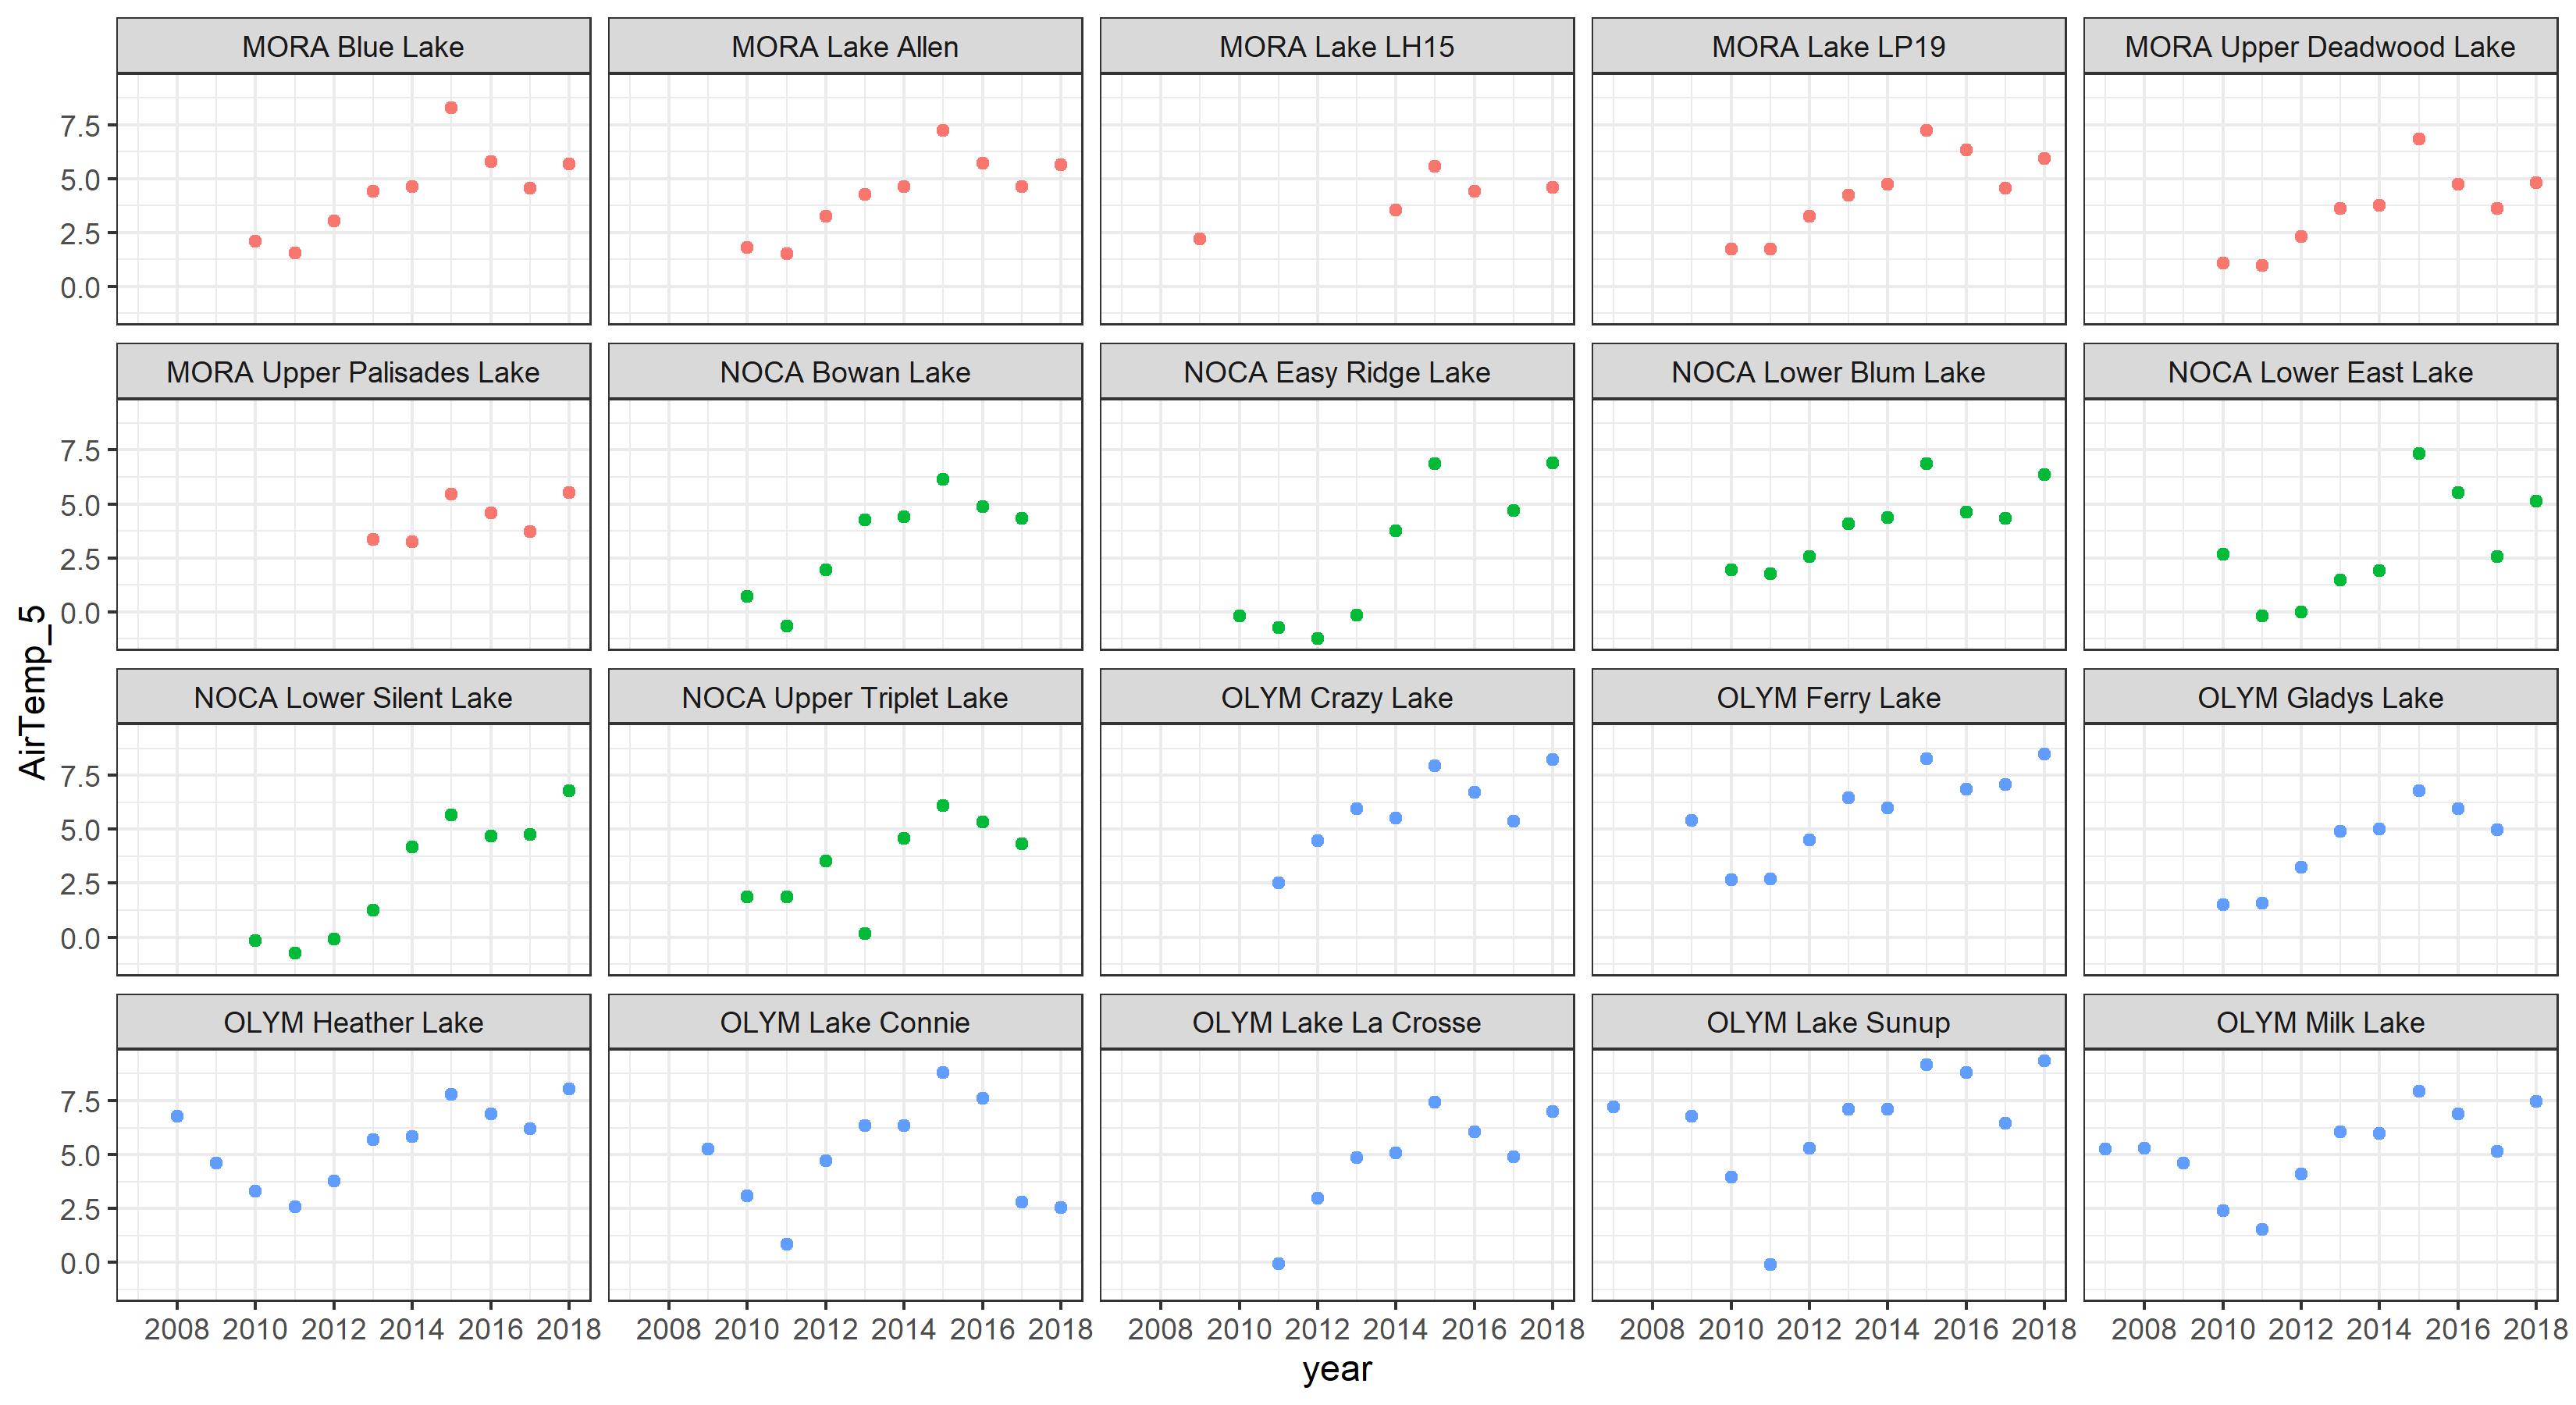 MORA Blue Lake
MORA Lake Allen
MORA Lake LH15
MORA Lake LP19
MORA Upper Deadwood Lake
7.5
5.0
2.5
0.0
MORA Upper Palisades Lake
NOCA Bowan Lake
NOCA Easy Ridge Lake
NOCA Lower Blum Lake
NOCA Lower East Lake
7.5
5.0
2.5
0.0
AirTemp_5
NOCA Lower Silent Lake
NOCA Upper Triplet Lake
OLYM Crazy Lake
OLYM Ferry Lake
OLYM Gladys Lake
7.5
5.0
2.5
0.0
OLYM Heather Lake
OLYM Lake Connie
OLYM Lake La Crosse
OLYM Lake Sunup
OLYM Milk Lake
7.5
5.0
2.5
0.0
2008 2010 2012 2014 2016 2018
2008 2010 2012 2014 2016 2018
2008 2010 2012 2014 2016 2018
2008 2010 2012 2014 2016 2018
2008 2010 2012 2014 2016 2018
year